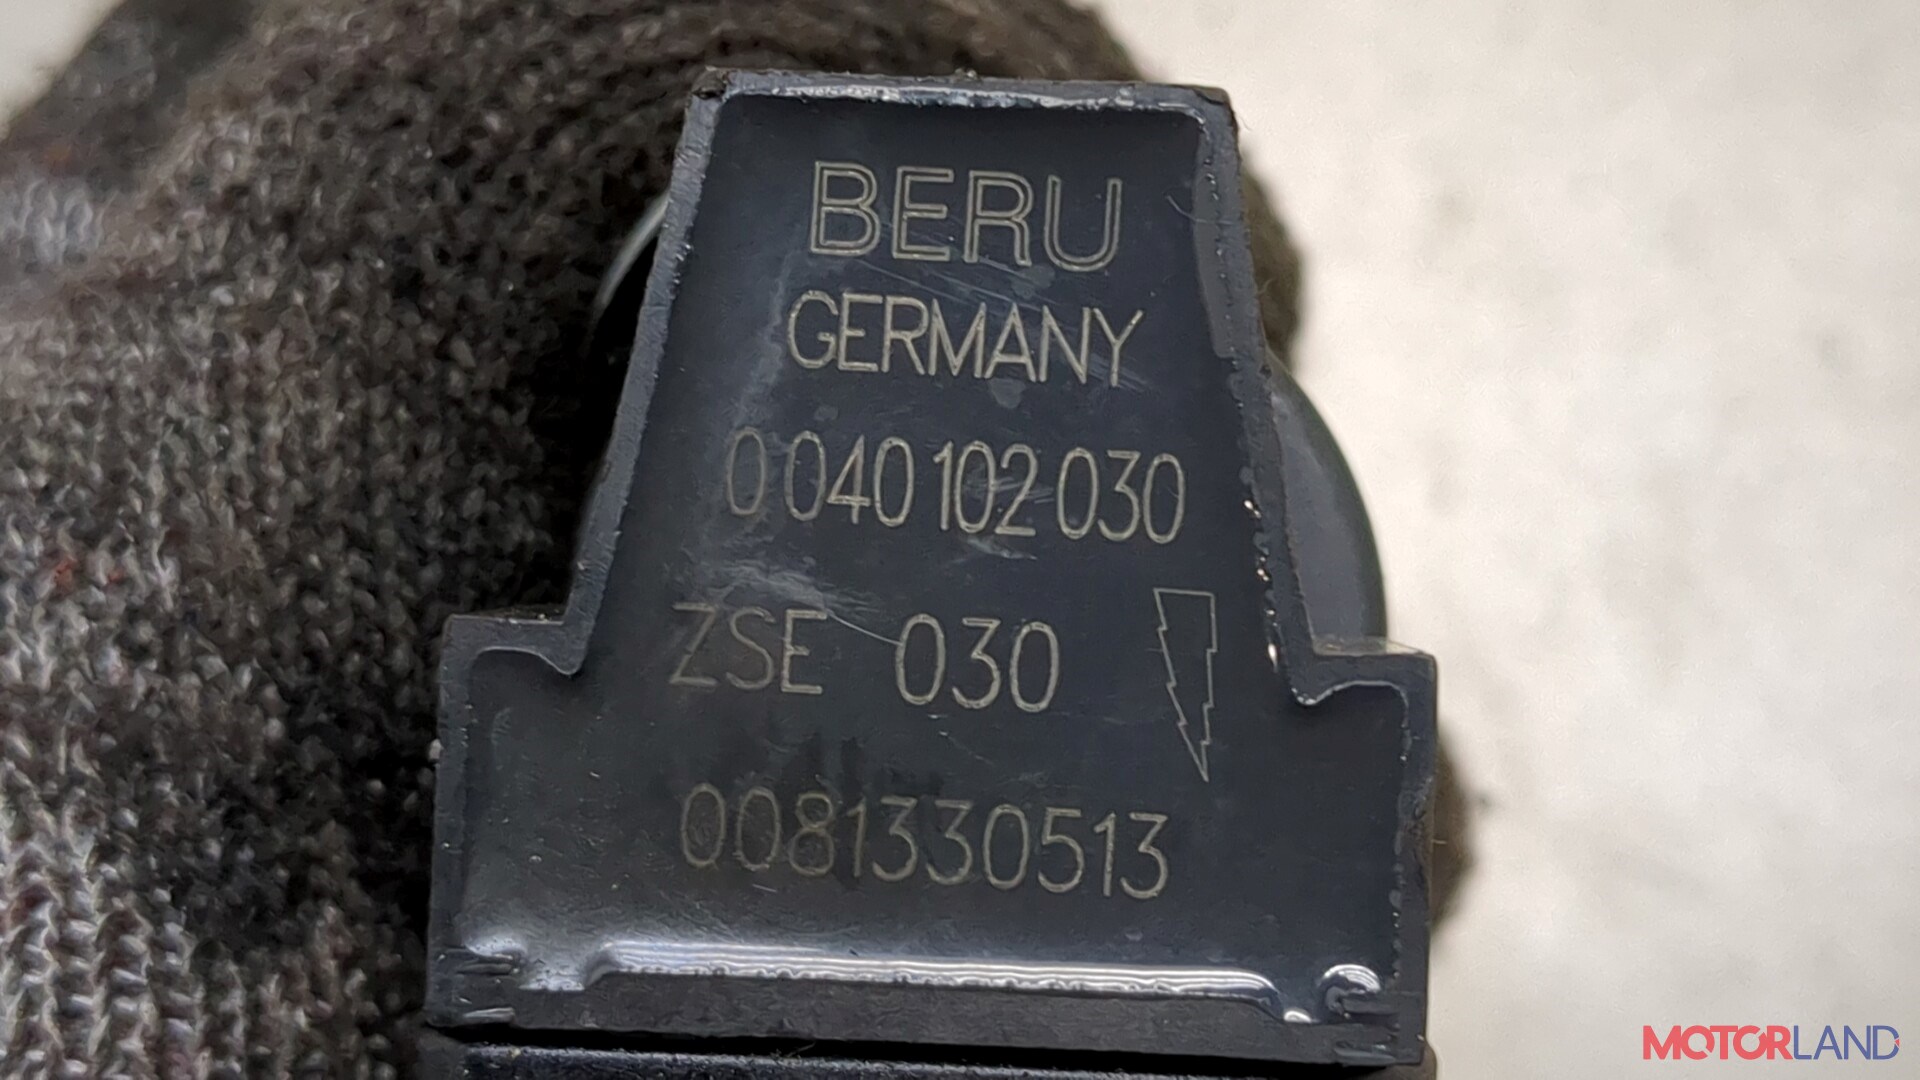 BERU
GERMANY
0 040 102 030
ZSE 030
0081330513
MOTORLAND